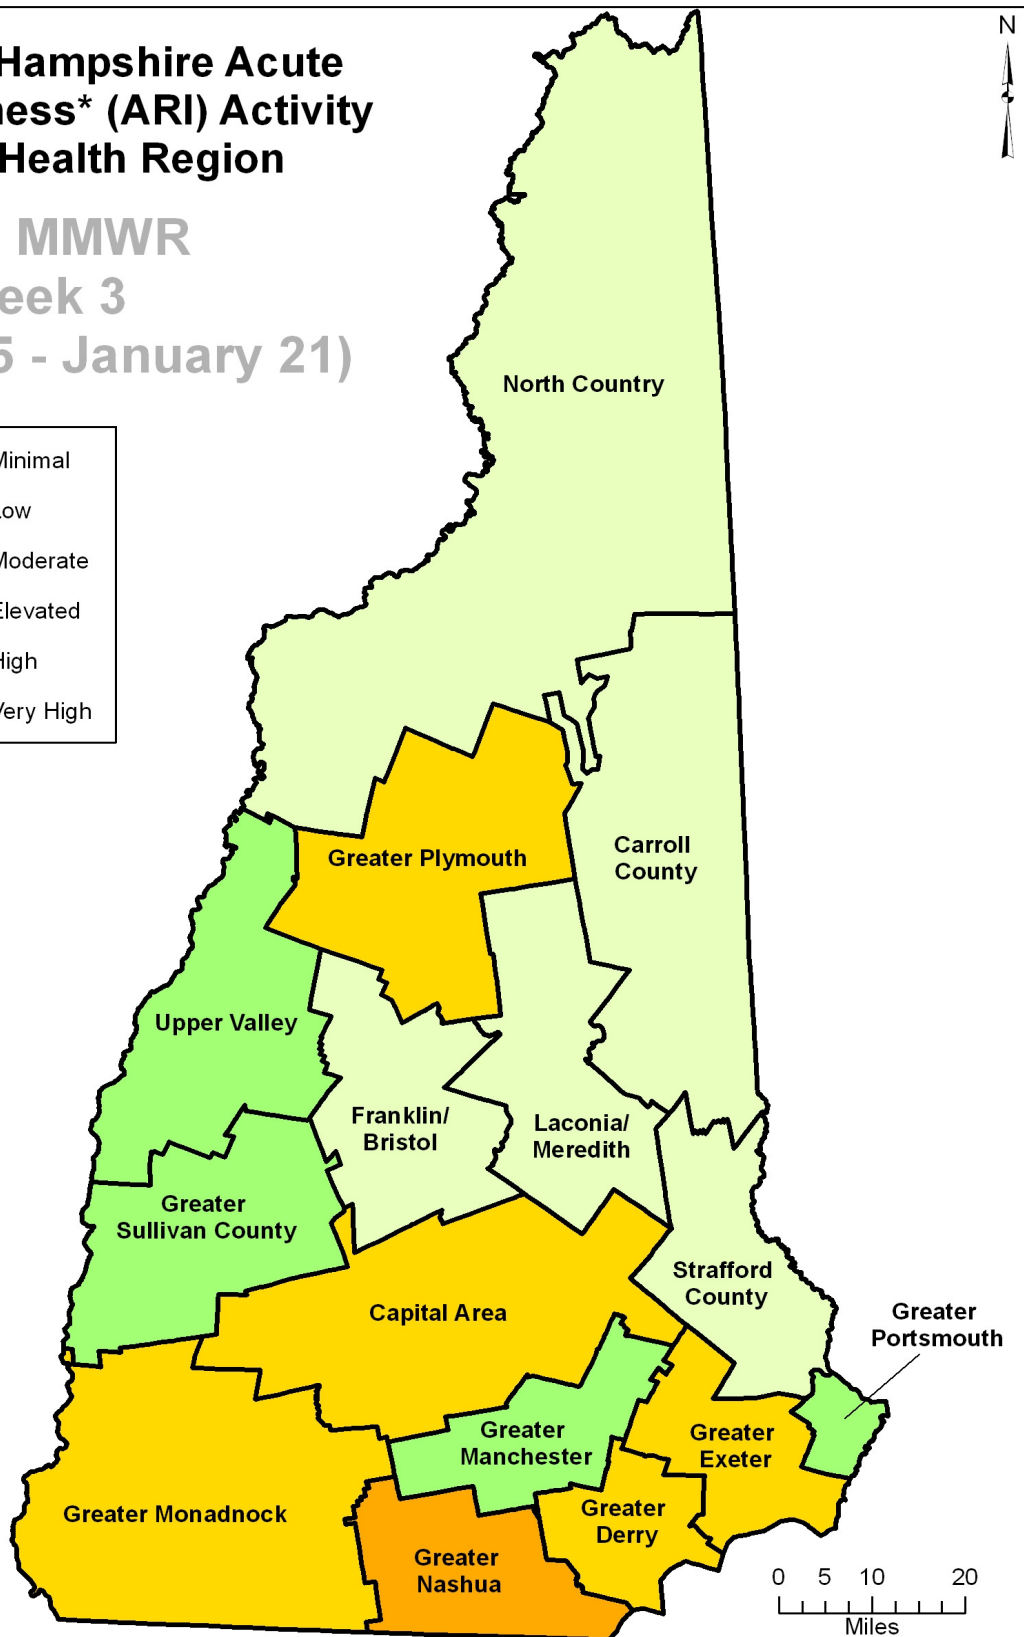 Hampshire Acute
ness* (ARI) Activity
Health Region
MMWR
eek 3
5 - January 21)
Minimal
Low
Moderate
Elevated
High
Very High
N
North Country
Greater Plymouth
Carroll
County
Upper Valley
Franklin/
Bristol
Laconia/
Meredith
Greater
Sullivan County
Strafford
County
Capital Area
Greater
Portsmouth
Greater
Manchester
Greater
Exeter
Greater Monadnock
Greater
Derry
Greater
Nashua
0 5 10 20
Miles